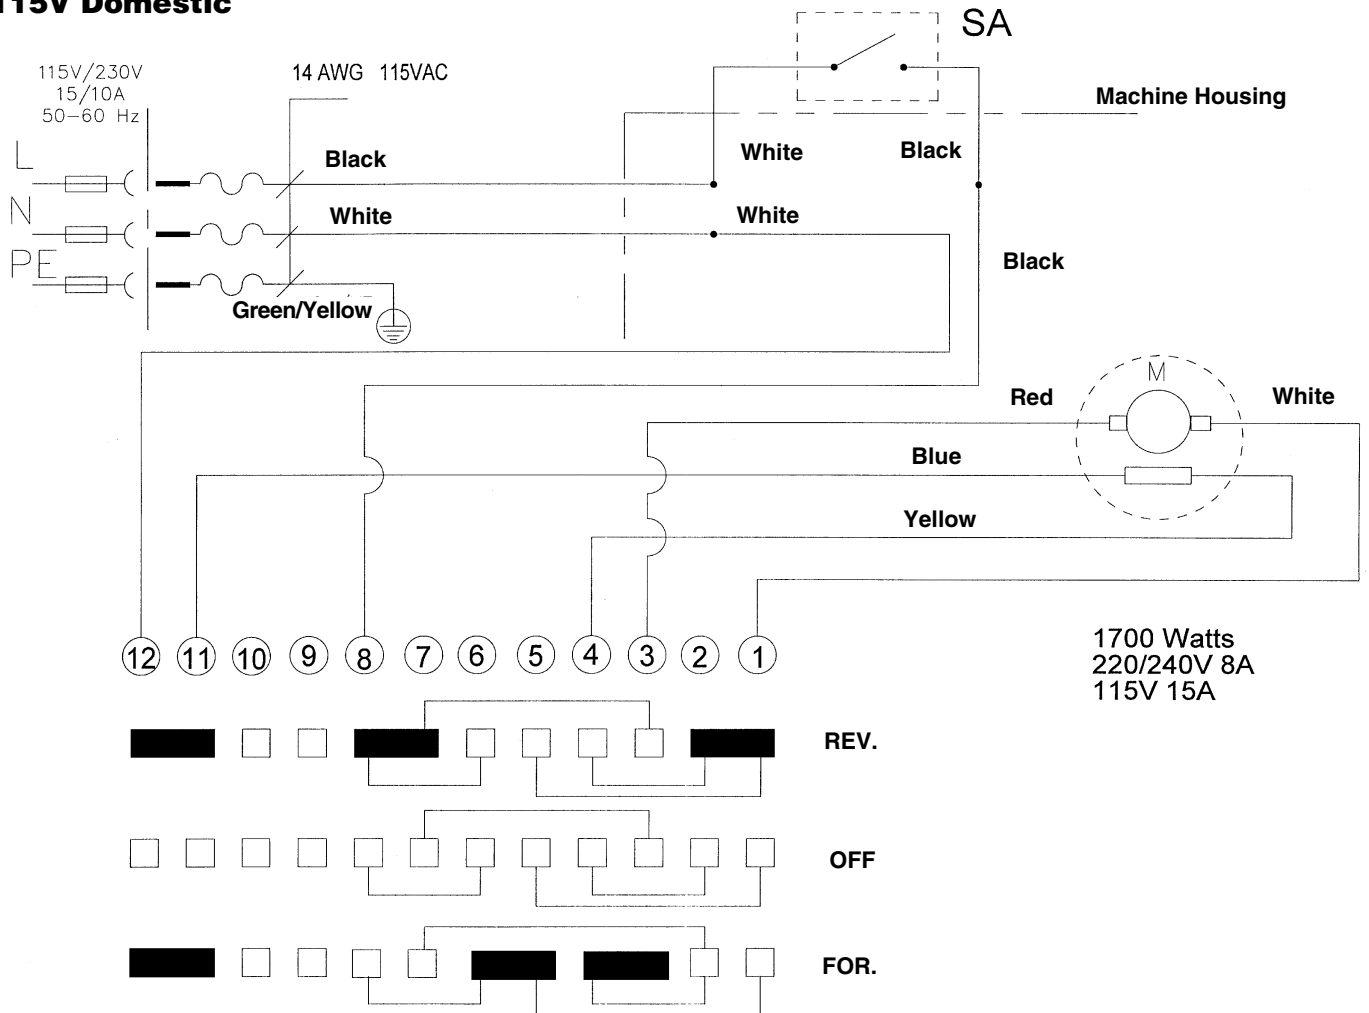 115V Domestic
SA
115V/230V
15/10A
50-60 Hz
14 AWG 115VAC
Machine Housing
L
Black
White
Black
N
White
White
PE
Black
Green/Yellow
M
Red
White
Blue
Yellow
12 11 10 9 8 7 6 5 4 3 2 1
1700 Watts
220/240V 8A
115V 15A
REV.
OFF
FOR.